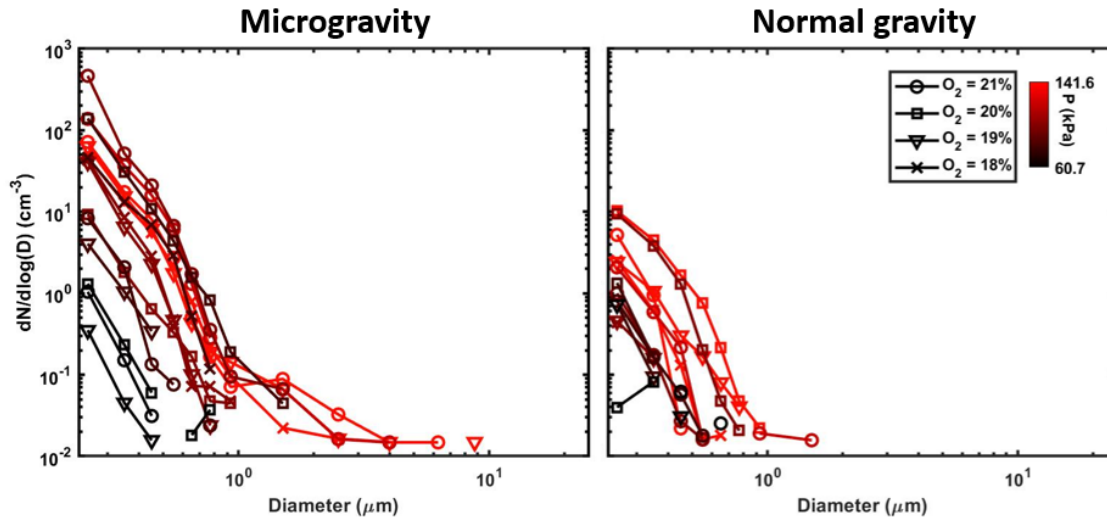 Microgravity
Normal gravity
10³
10²
10¹
10⁰
10⁻¹
10⁻²
dN/dlog(D) (cm⁻³)
10⁰
10¹
Diameter (μm)
O₂ = 21%
O₂ = 20%
O₂ = 19%
O₂ = 18%
141.6
P (kPa)
60.7
10⁰
10¹
Diameter (μm)